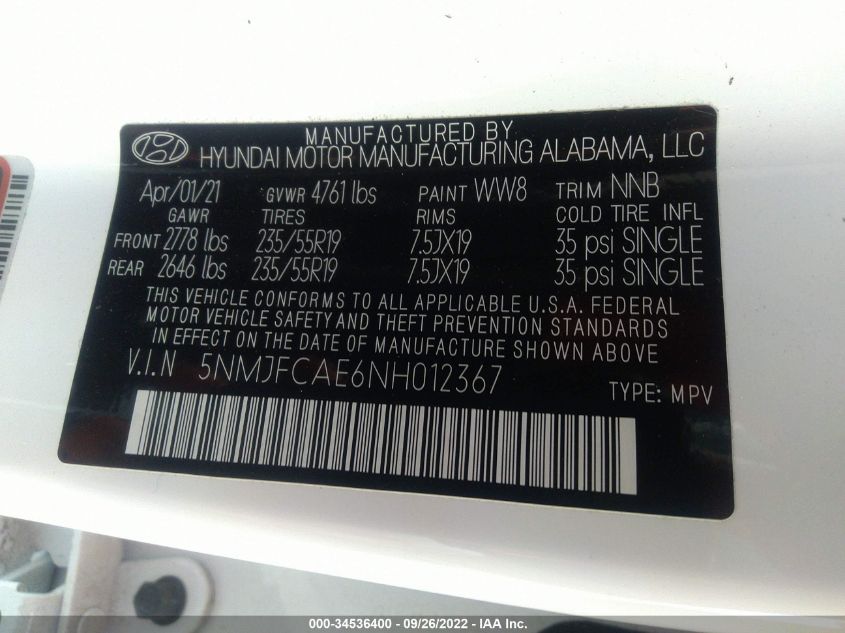 MANUFACTURED BY
HYUNDAI MOTOR MANUFACTURING ALABAMA, LLC
Apr/01/21 GVWR 4761 lbs PAINT WW8 TRIM NNB
GAWR TIRES RIMS COLD TIRE INFL
FRONT 2778 lbs 235/55R19 7.5JX19 35 psi SINGLE
REAR 2646 lbs 235/55R19 7.5JX19 35 psi SINGLE
THIS VEHICLE CONFORMS TO ALL APPLICABLE U.S.A. FEDERAL
MOTOR VEHICLE SAFETY AND THEFT PREVENTION STANDARDS
IN EFFECT ON THE DATE OF MANUFACTURE SHOWN ABOVE
V.I.N 5NMJFCAE6NH012367
TYPE: MPV
000-34536400 - 09/26/2022 - IAA Inc.